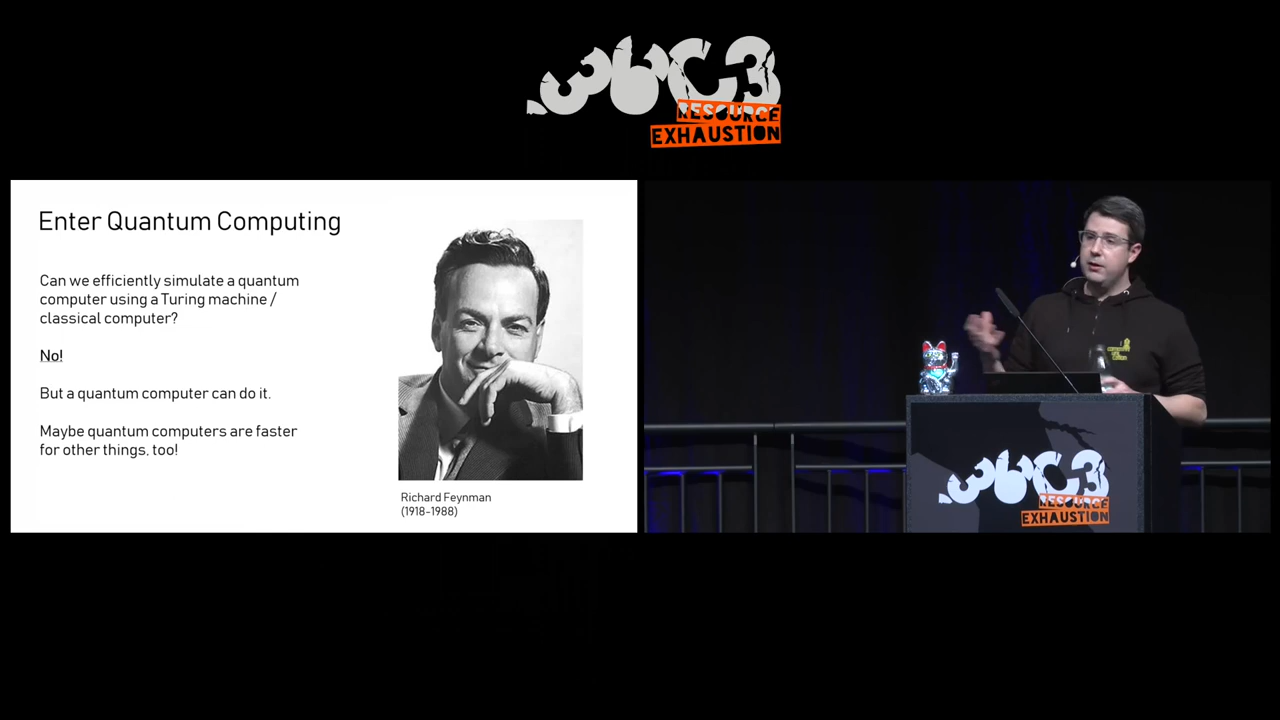 36C3
RESOURCE
EXHAUSTION
Enter Quantum Computing
Can we efficiently simulate a quantum
computer using a Turing machine /
classical computer?
No!
But a quantum computer can do it.
Maybe quantum computers are faster
for other things, too!
Richard Feynman
(1918-1988)
36C3
RESOURCE
EXHAUSTION